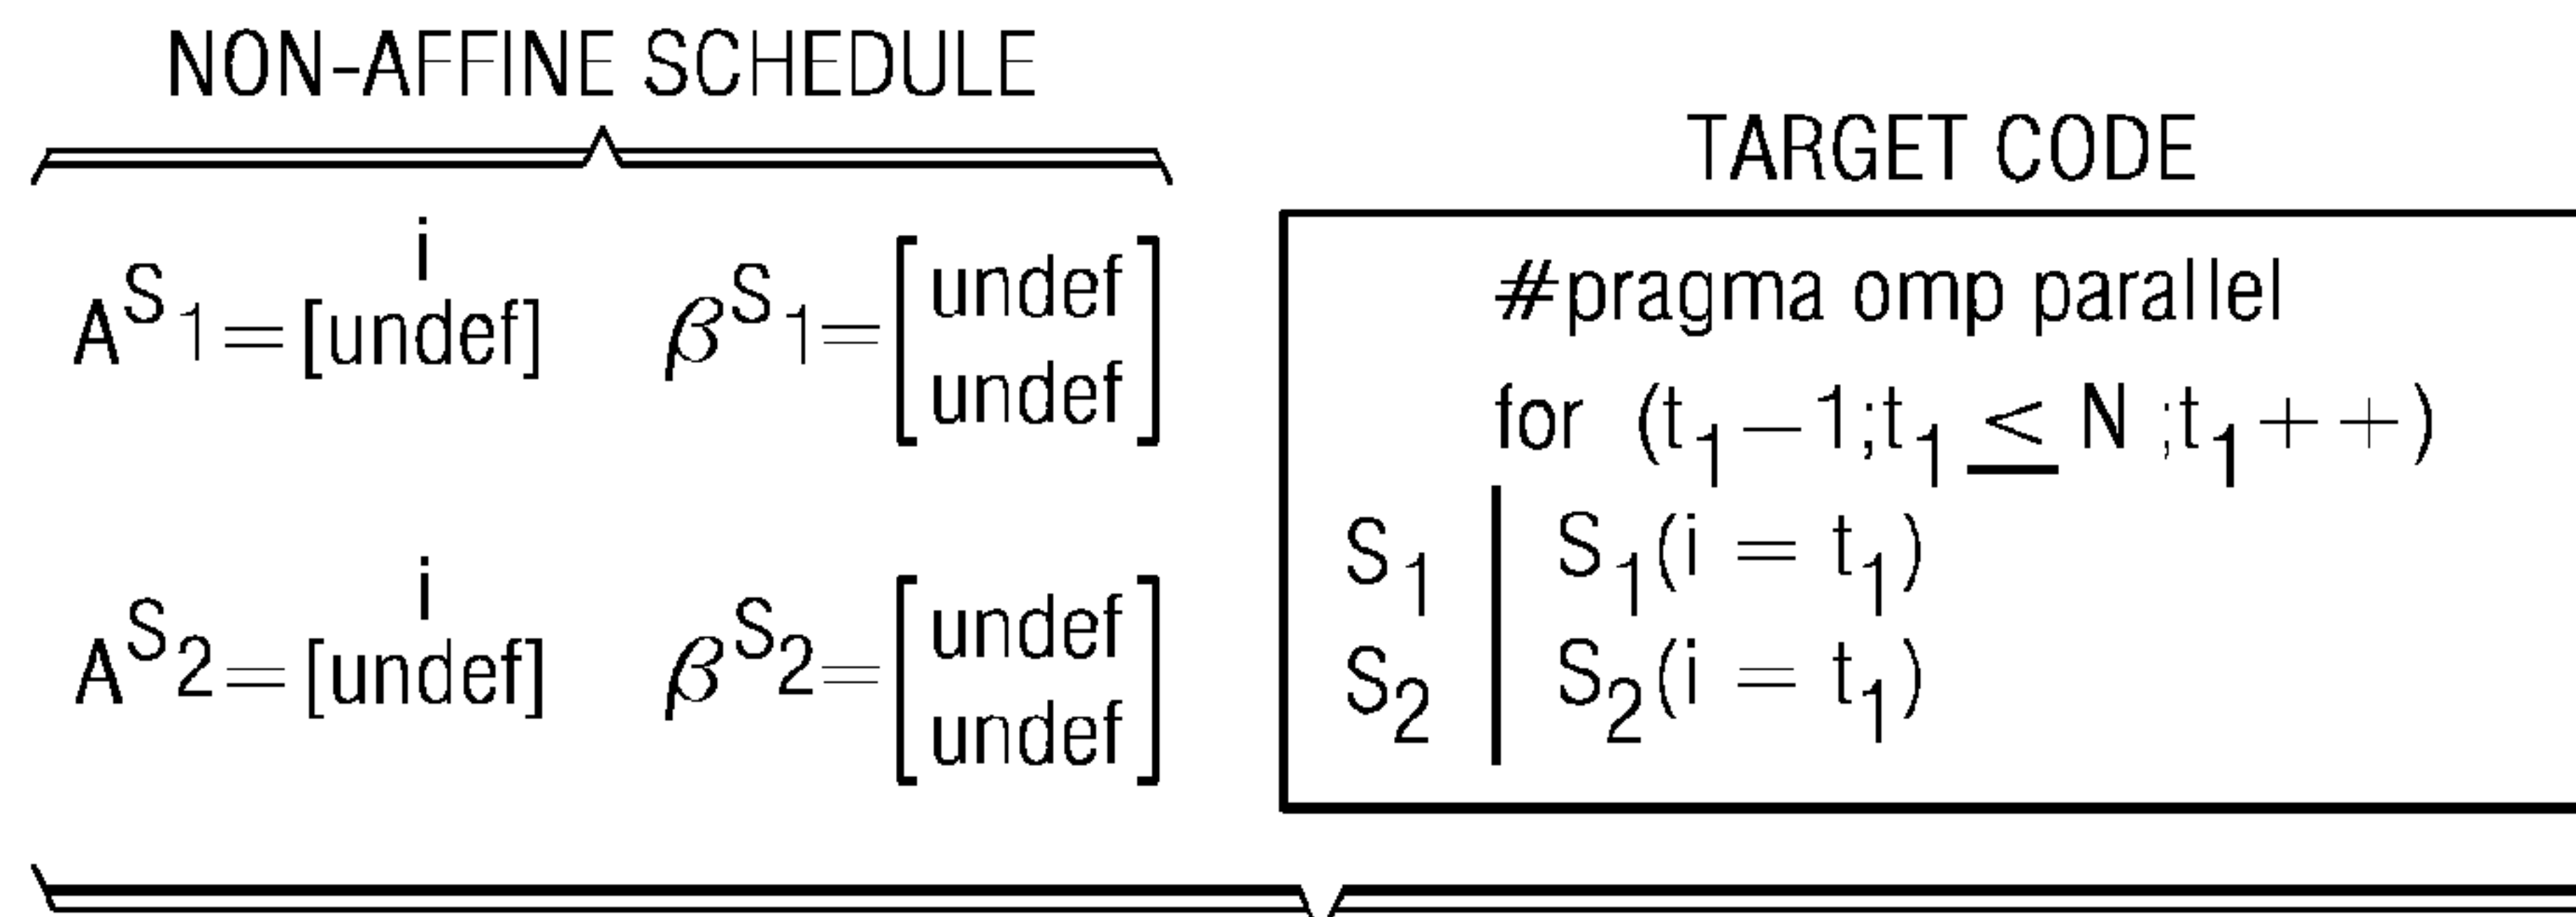 NON-AFFINE SCHEDULE
i
A^S1=[undef] β^S1=[undef
undef]
i
A^S2=[undef] β^S2=[undef
undef]
TARGET CODE
#pragma omp parallel
for (t1−1;t1 ≤ N ;t1++)
S1 | S1(i = t1)
S2 | S2(i = t1)